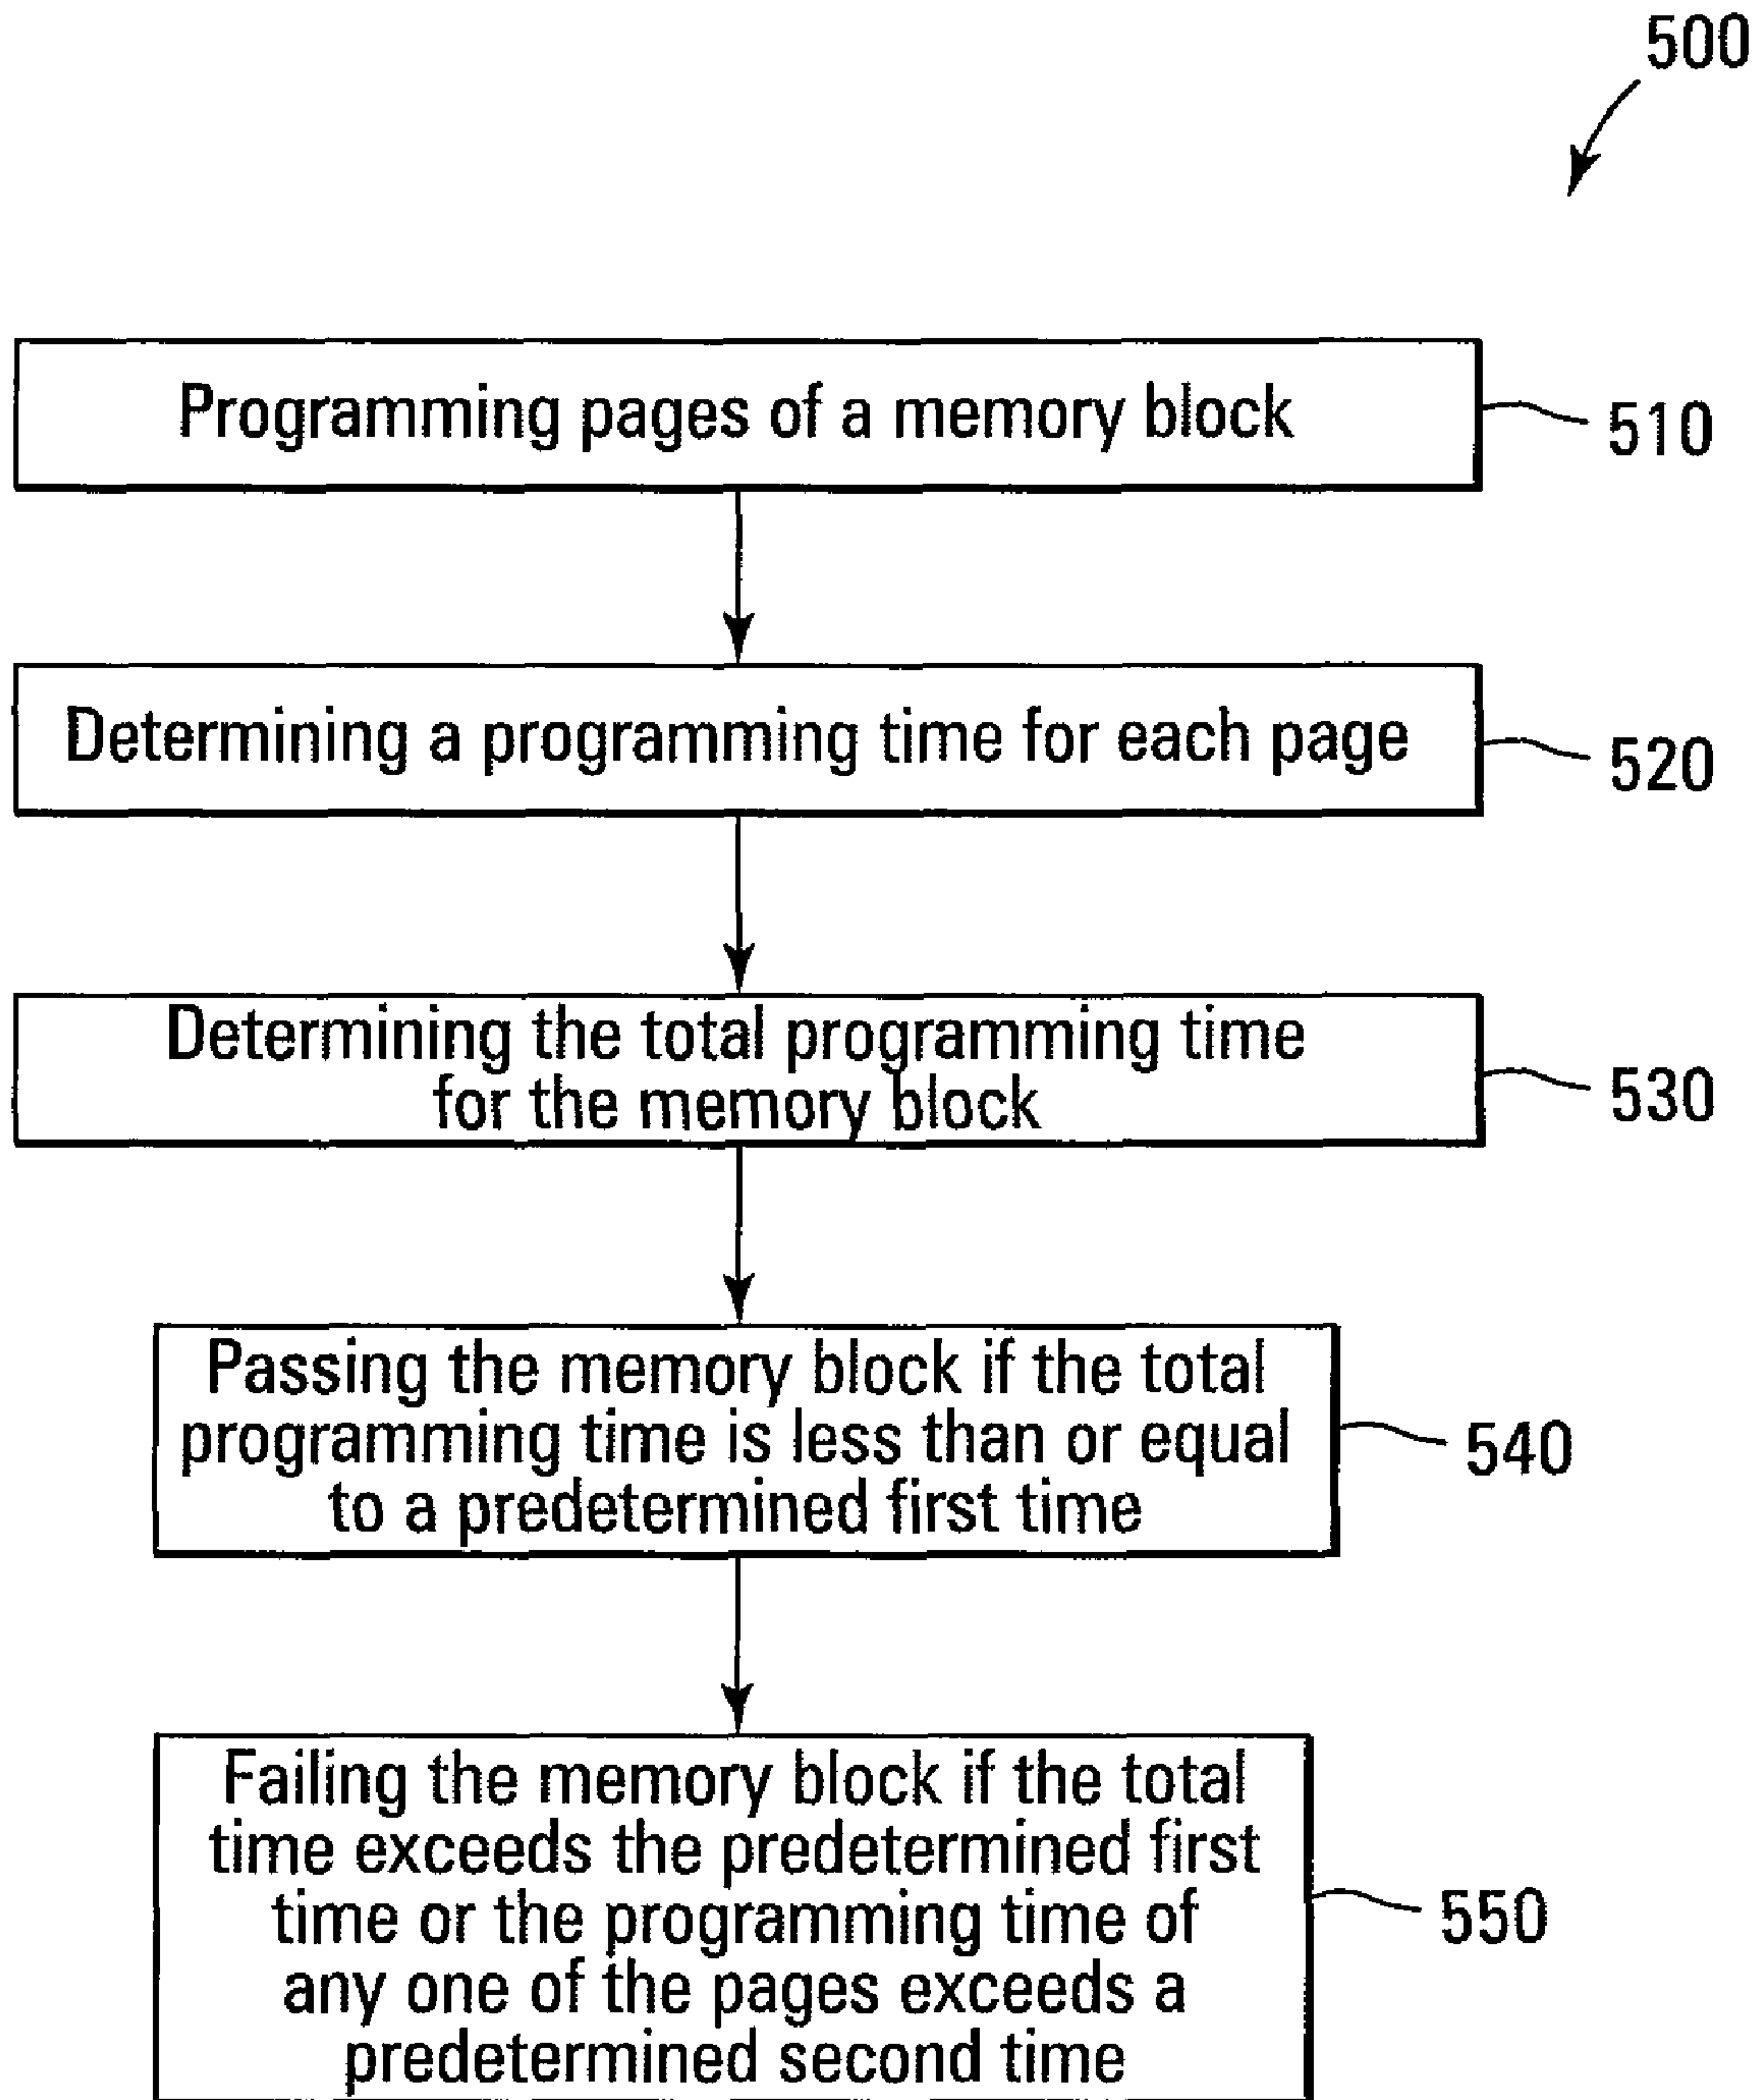 500
Programming pages of a memory block
510
Determining a programming time for each page
520
Determining the total programming time
for the memory block
530
Passing the memory block if the total
programming time is less than or equal
to a predetermined first time
540
Failing the memory block if the total
time exceeds the predetermined first
time or the programming time of
any one of the pages exceeds a
predetermined second time
550